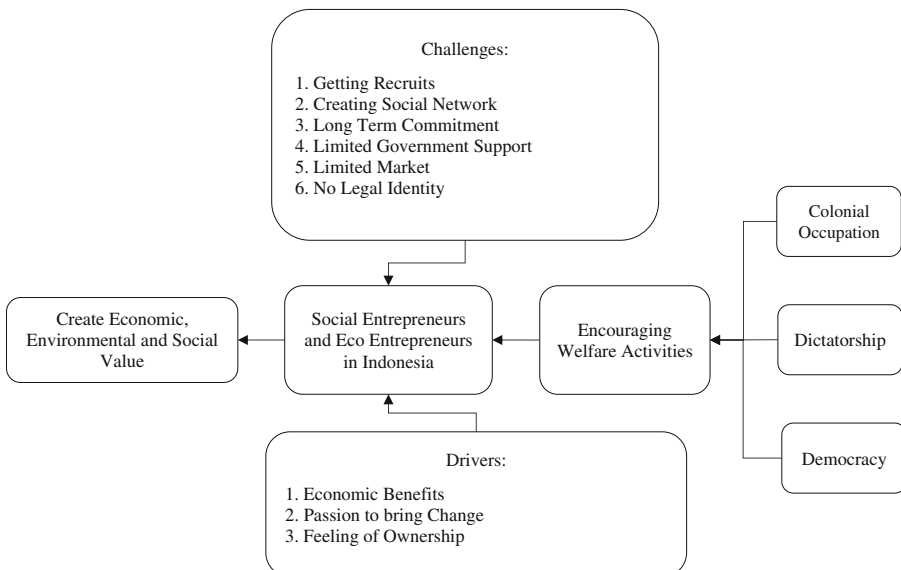 Challenges:
1. Getting Recruits
2. Creating Social Network
3. Long Term Commitment
4. Limited Government Support
5. Limited Market
6. No Legal Identity
Colonial
Occupation
Create Economic,
Environmental and Social
Value
Social Entrepreneurs
and Eco Entrepreneurs
in Indonesia
Encouraging
Welfare Activities
Dictatorship
Democracy
Drivers:
1. Economic Benefits
2. Passion to bring Change
3. Feeling of Ownership